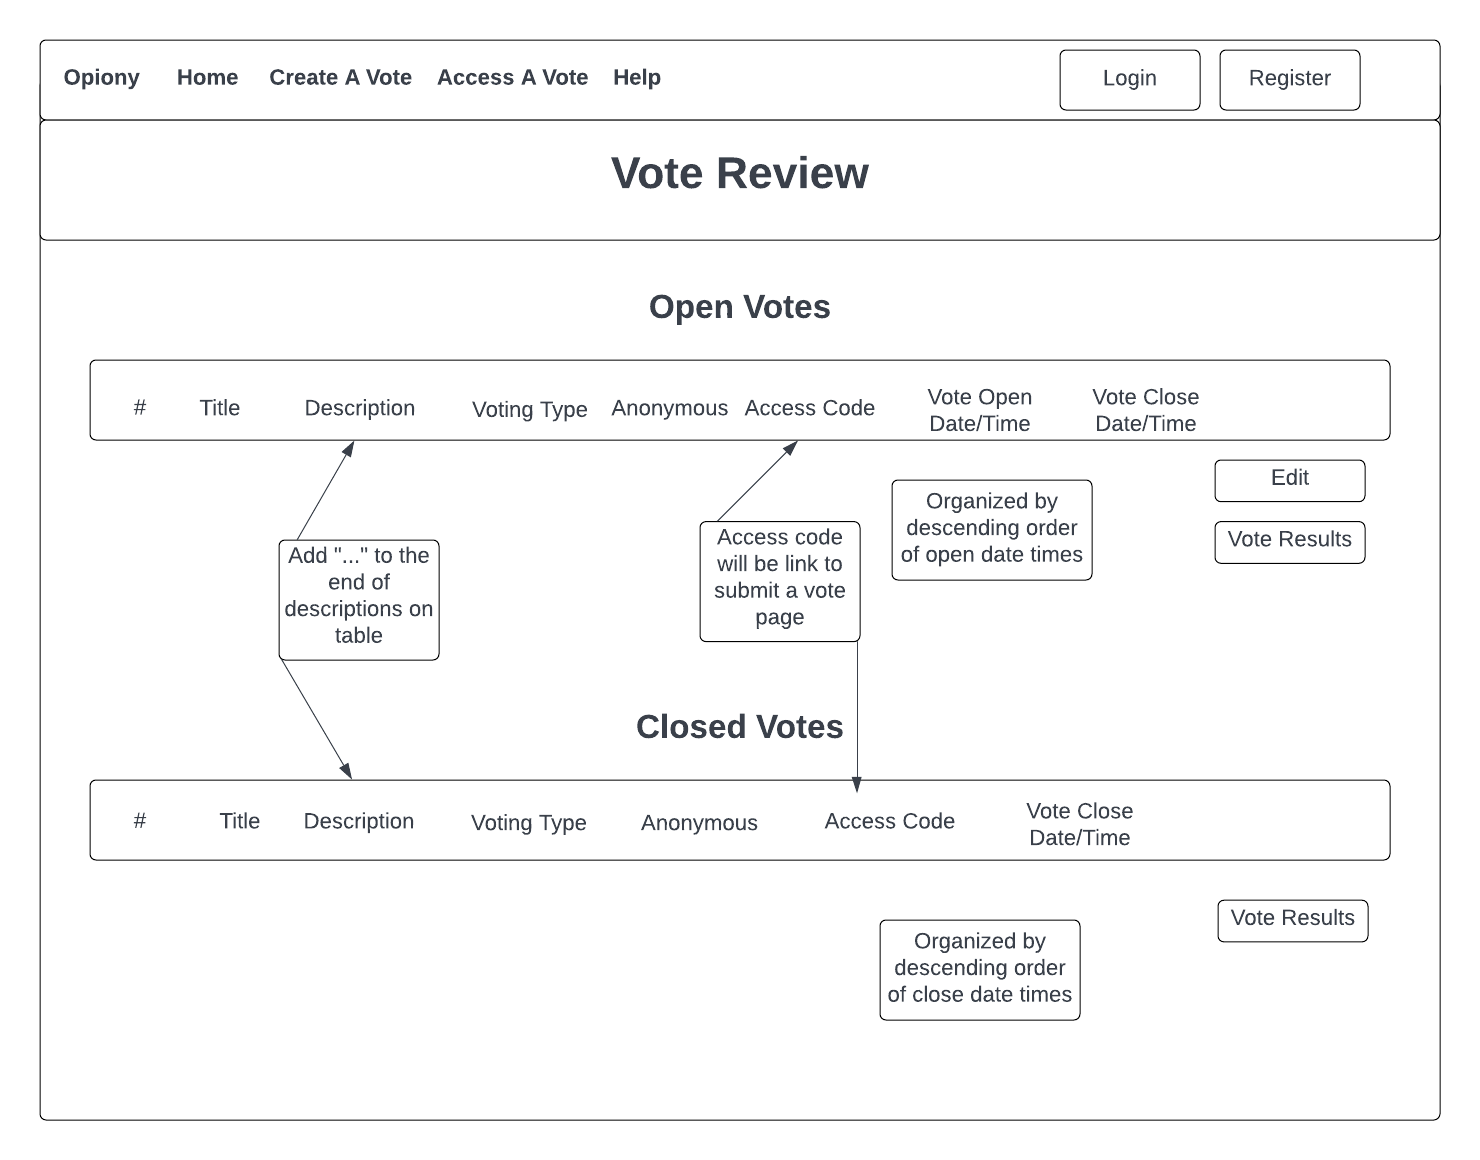 Opiony Home Create A Vote Access A Vote Help Login Register
Vote Review
Open Votes
# Title Description Voting Type Anonymous Access Code
Vote Open
Date/Time
Vote Close
Date/Time
Edit
Vote Results
Organized by
descending order
of open date times
Access code
will be link to
submit a vote
page
Add "..." to the
end of
descriptions on
table
Closed Votes
# Title Description Voting Type Anonymous Access Code
Vote Close
Date/Time
Vote Results
Organized by
descending order
of close date times